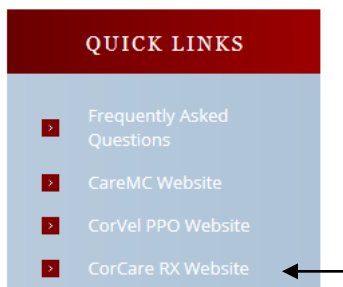 QUICK LINKS
Frequently Asked
Questions
CareMC Website
CorVel PPO Website
CorCare RX Website